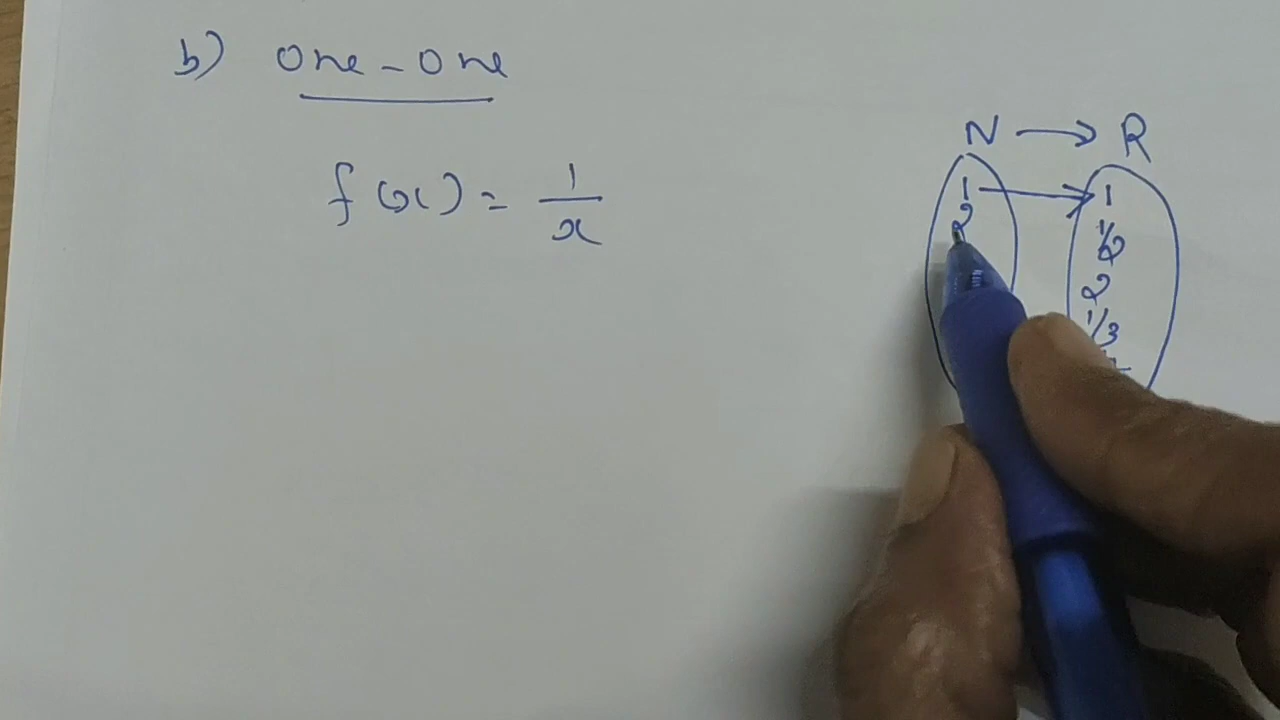 b) one - one
f(x) = 1/x
N → R
1 → 1
2
1/2
2
1/3